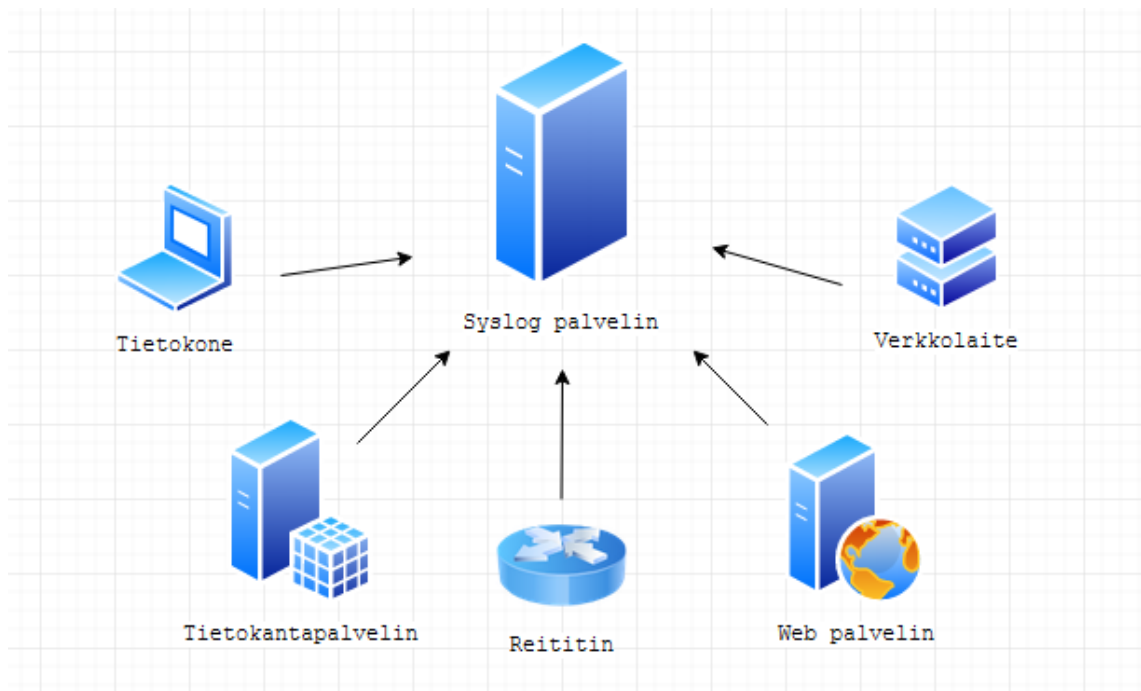 Syslog palvelin
Tietokone
Verkkolaite
Tietokantapalvelin
Reititin
Web palvelin